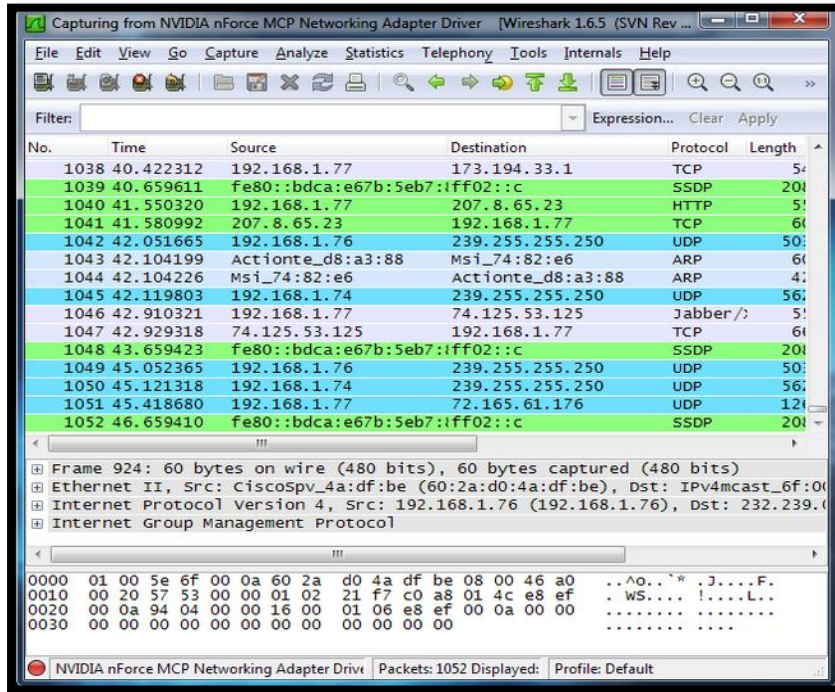 Capturing from NVIDIA nForce MCP Networking Adapter Driver [Wireshark 1.6.5 (SVN Rev ...
File Edit View Go Capture Analyze Statistics Telephony Tools Internals Help
Filter: Expression... Clear Apply
No. Time Source Destination Protocol Length
1038 40.422312 192.168.1.77 173.194.33.1 TCP 54
1039 40.659611 fe80::bdca:e67b:5eb7: ff02::c SSDP 208
1040 41.550320 192.168.1.77 207.8.65.23 HTTP 55
1041 41.580992 207.8.65.23 192.168.1.77 TCP 60
1042 42.051665 192.168.1.76 239.255.255.250 UDP 503
1043 42.104199 Actionte_d8:a3:88 Msi_74:82:e6 ARP 60
1044 42.104226 Msi_74:82:e6 Actionte_d8:a3:88 ARP 42
1045 42.119803 192.168.1.74 239.255.255.250 UDP 562
1046 42.910321 192.168.1.77 74.125.53.125 Jabber/ 55
1047 42.929318 74.125.53.125 192.168.1.77 TCP 66
1048 43.659423 fe80::bdca:e67b:5eb7: ff02::c SSDP 208
1049 45.052365 192.168.1.76 239.255.255.250 UDP 503
1050 45.121318 192.168.1.74 239.255.255.250 UDP 562
1051 45.418680 192.168.1.77 72.165.61.176 UDP 126
1052 46.659410 fe80::bdca:e67b:5eb7: ff02::c SSDP 208
Frame 924: 60 bytes on wire (480 bits), 60 bytes captured (480 bits)
Ethernet II, Src: CiscoSpv_4a:df:be (60:2a:d0:4a:df:be), Dst: IPv4mcast_6f:00
Internet Protocol Version 4, Src: 192.168.1.76 (192.168.1.76), Dst: 232.239.0
Internet Group Management Protocol
0000 01 00 5e 6f 00 0a 60 2a d0 4a df be 08 00 46 a0 ..^o..`* .J....F.
0010 00 20 57 53 00 00 01 02 21 f7 c0 a8 01 4c e8 ef . WS.... !....L..
0020 00 0a 94 04 00 00 16 00 01 06 e8 ef 00 0a 00 00 ........ ........
0030 00 00 00 00 00 00 00 00 00 00 00 00 ........ ....
NVIDIA nForce MCP Networking Adapter Drive Packets: 1052 Displayed: Profile: Default